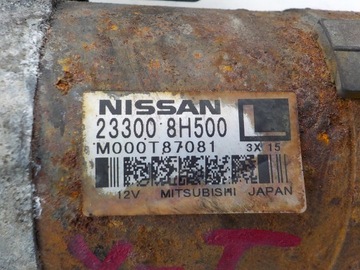 NISSAN
23300 8H500
L
M000T87081 3X 15
12V MITSUBISHI JAPAN